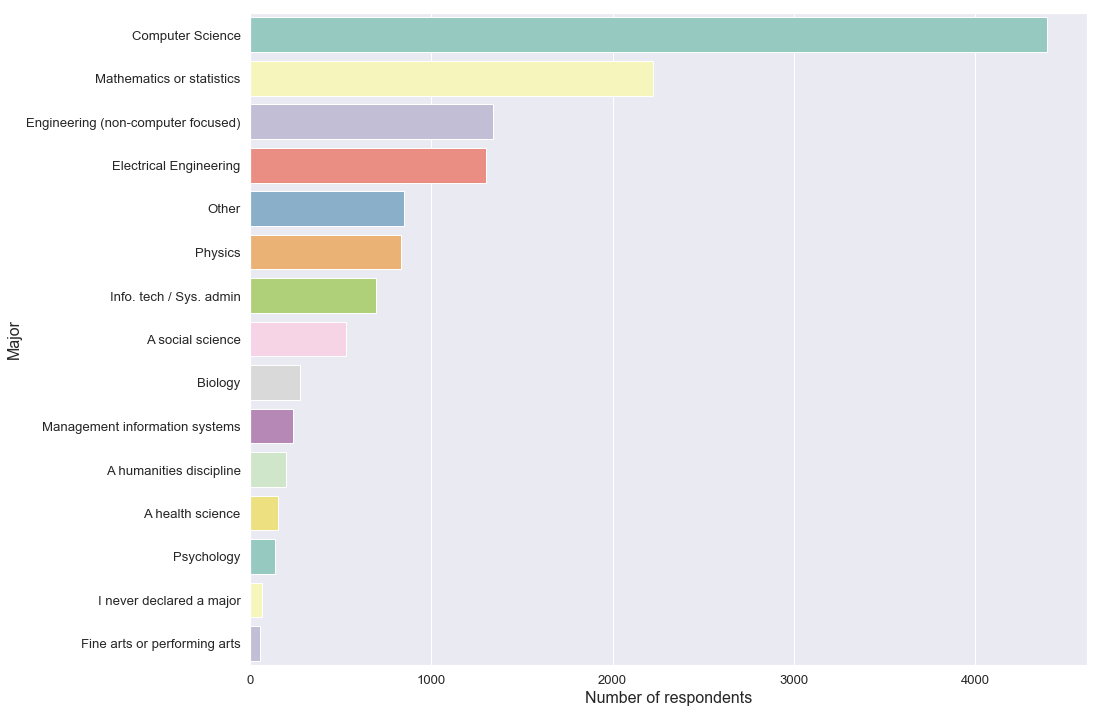 Computer Science
Mathematics or statistics
Engineering (non-computer focused)
Electrical Engineering
Other
Physics
Info. tech / Sys. admin
A social science
Biology
Management information systems
A humanities discipline
A health science
Psychology
I never declared a major
Fine arts or performing arts
Major
0 1000 2000 3000 4000
Number of respondents